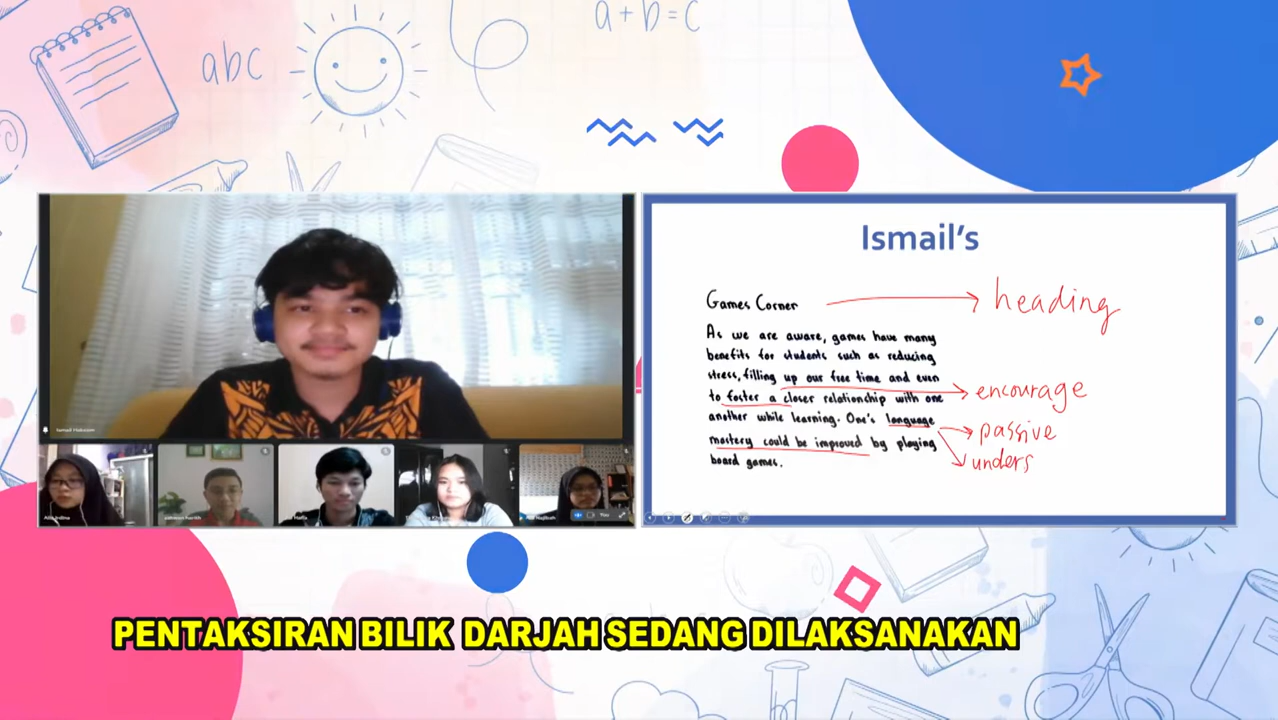 abc
a+b=c
Ismail's
Games Corner
heading
As we are aware, games have many
benefits for students such as reducing
stress, filling up our free time and even
to foster a closer relationship with one
encourage
another while learning. One's language
passive
mastery could be improved by playing
unders
board games.
Ismail
You
PENTAKSIRAN BILIK DARJAH SEDANG DILAKSANAKAN